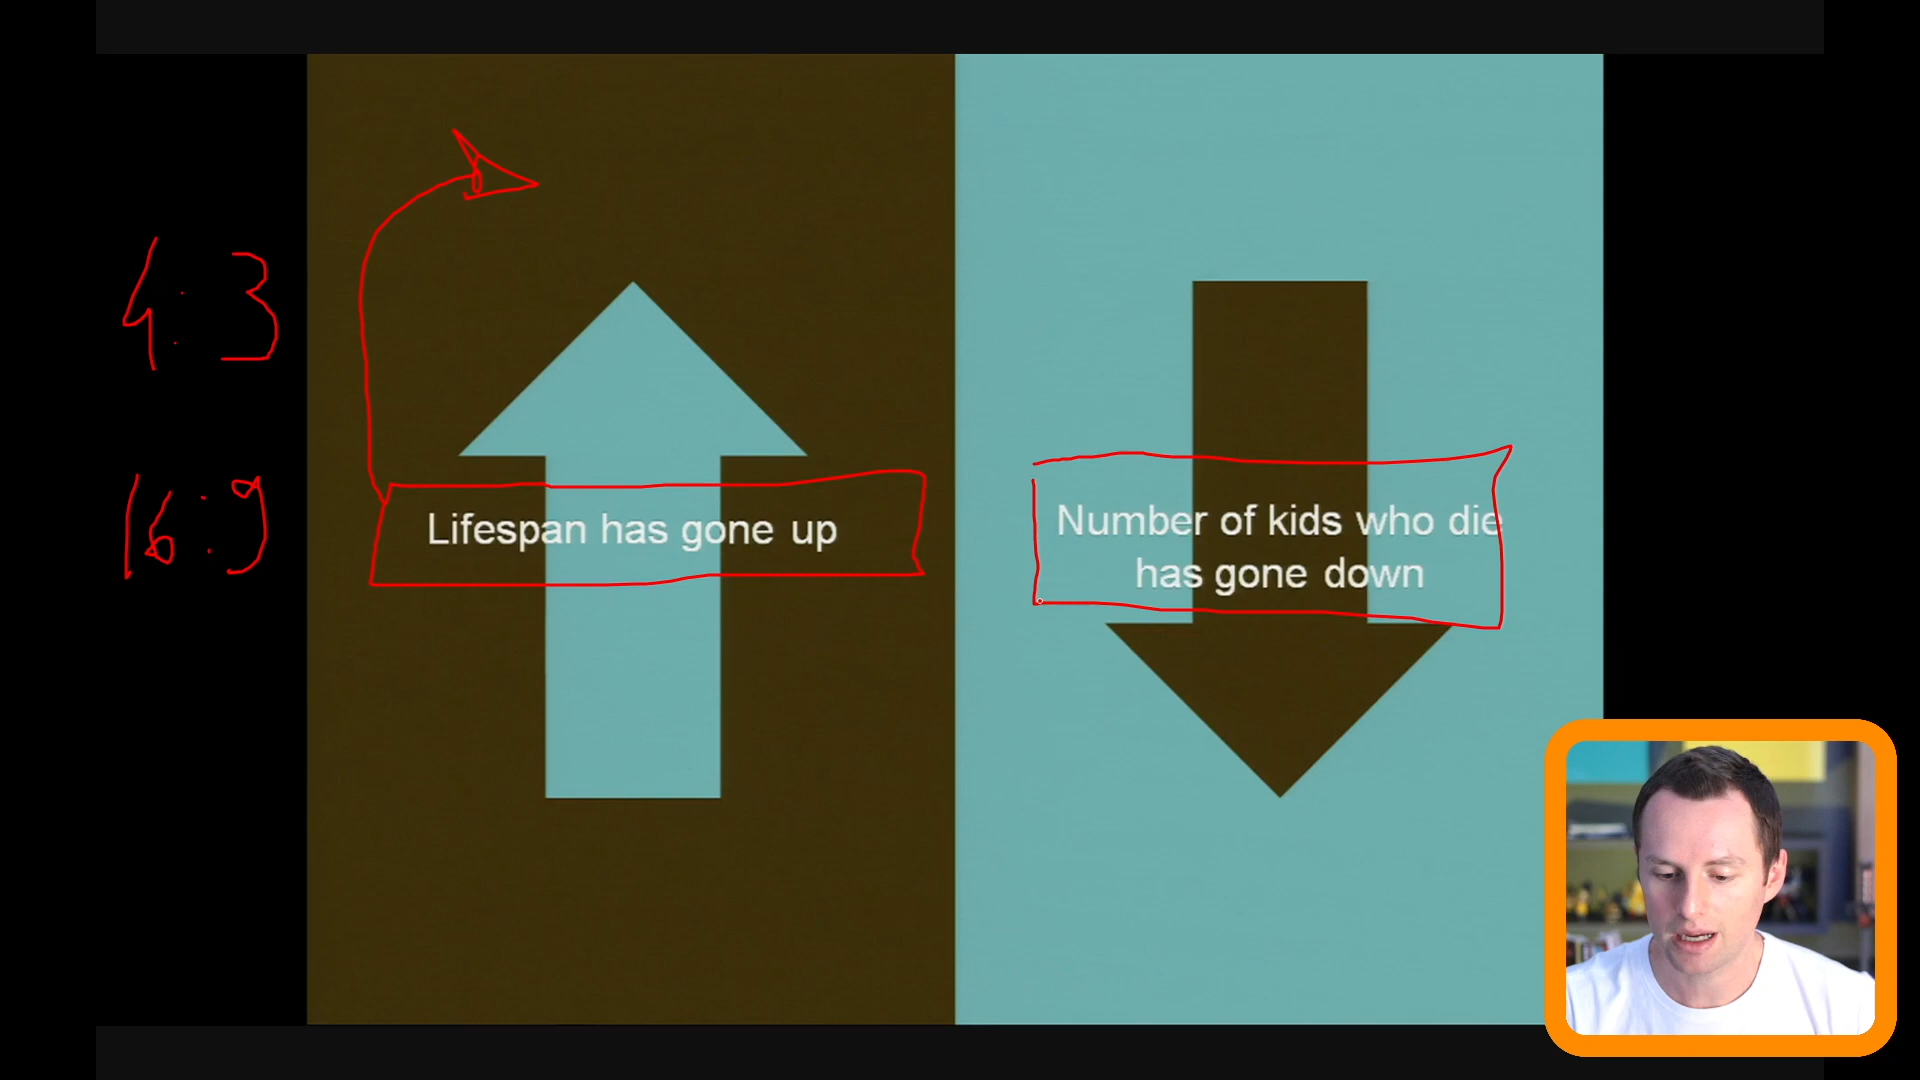 4:3
16:9
Lifespan has gone up
Number of kids who die
has gone down